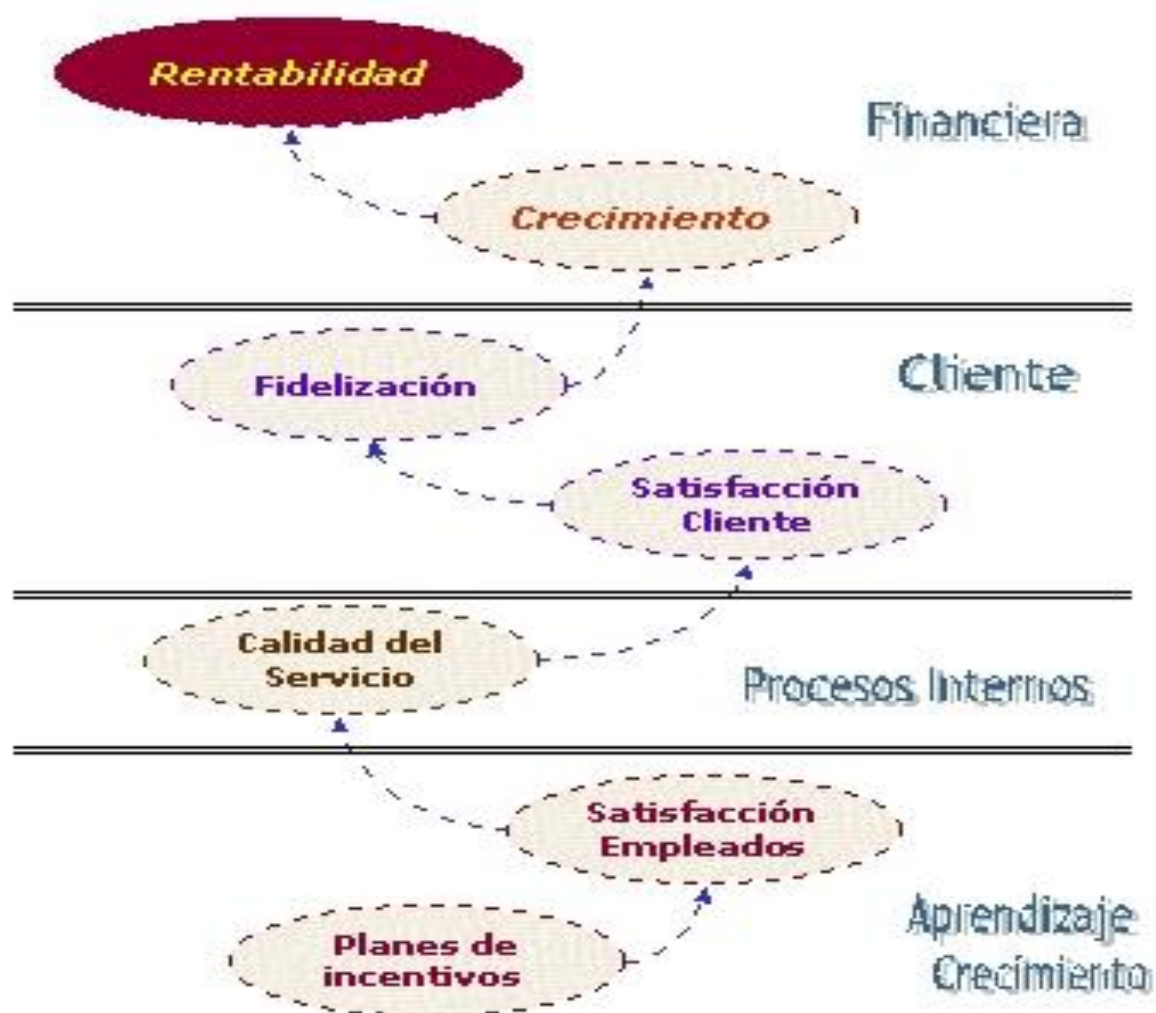 Rentabilidad
Financiera
Crecimiento
Fidelización
Cliente
Satisfacción
Cliente
Calidad del
Servicio
Procesos Internos
Satisfacción
Empleados
Planes de
incentivos
Aprendizaje
Crecimiento